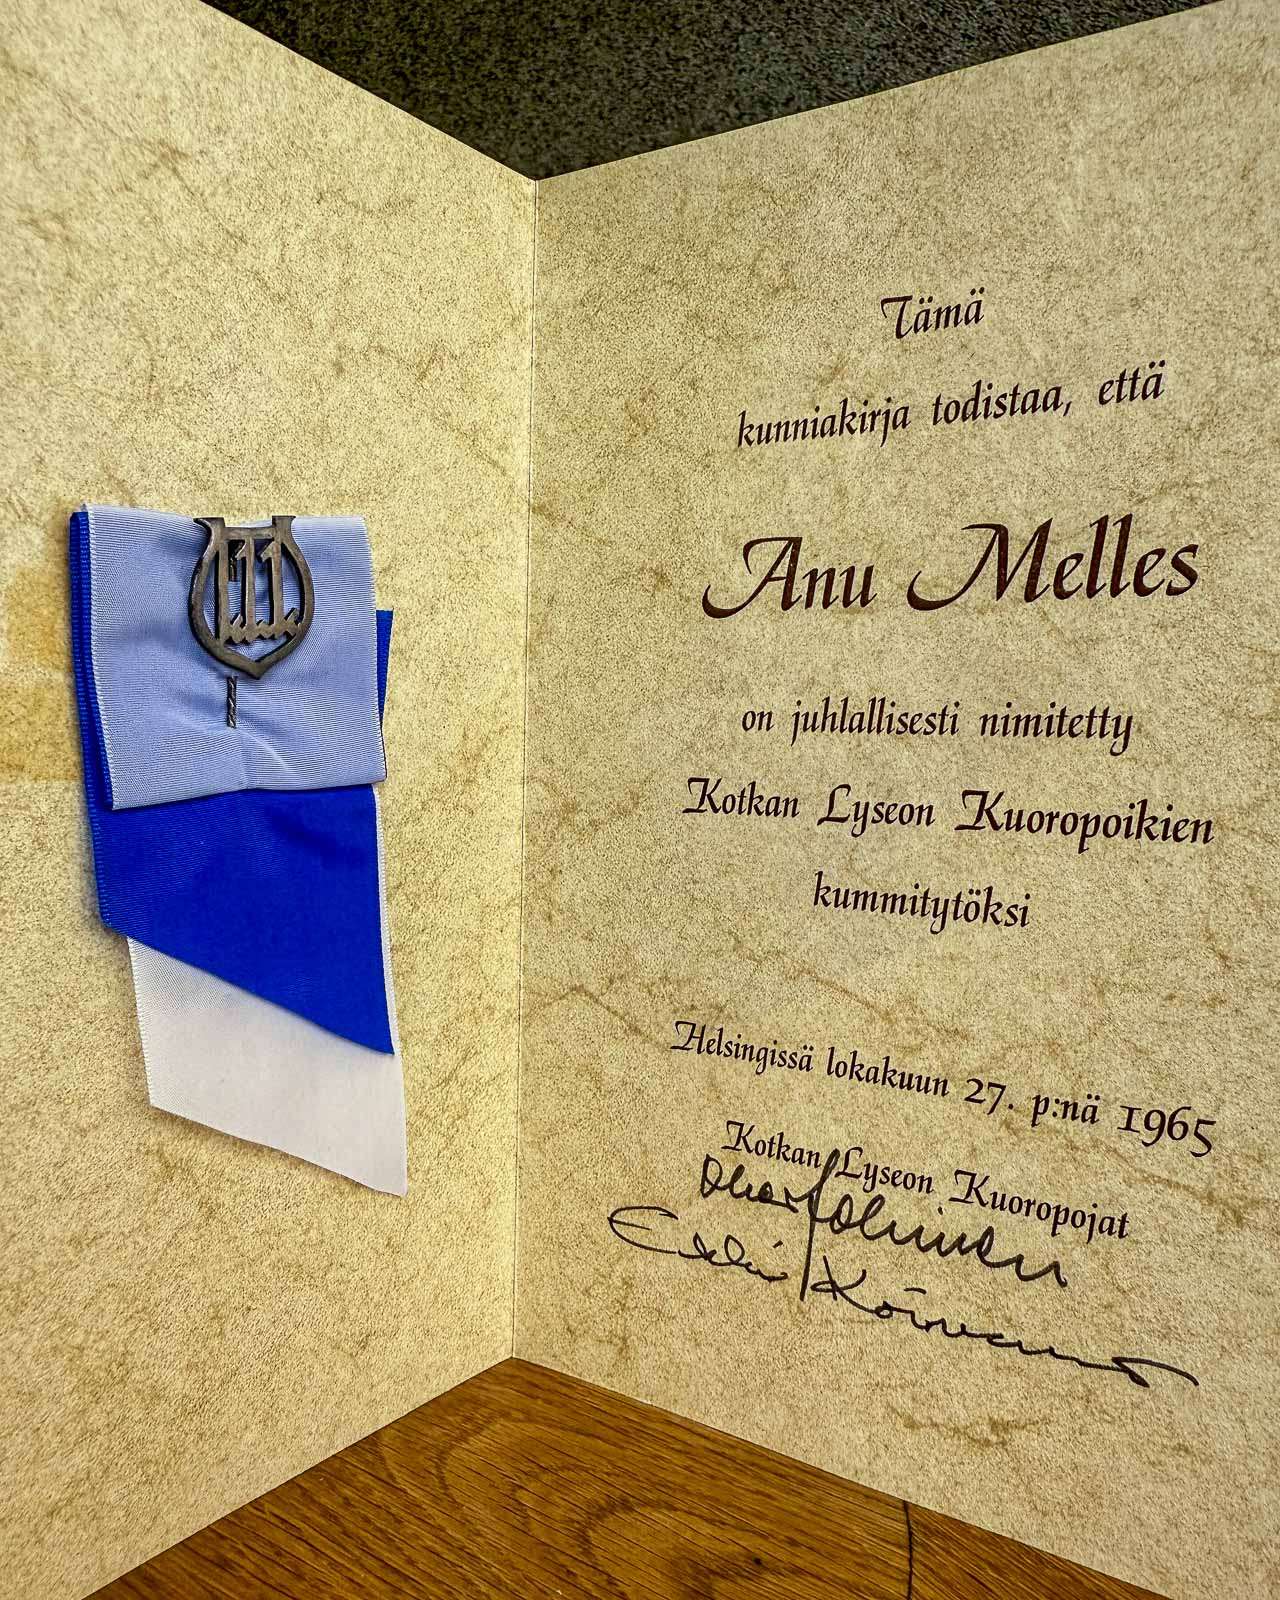 Tämä
kunniakirja todistaa, että
Anu Melles
on juhlallisesti nimitetty
Kotkan Lyseon Kuoropoikien
kummitytöksi
Helsingissä lokakuun 27. p:nä 1965
Kotkan Lyseon Kuoropojat
Erkki